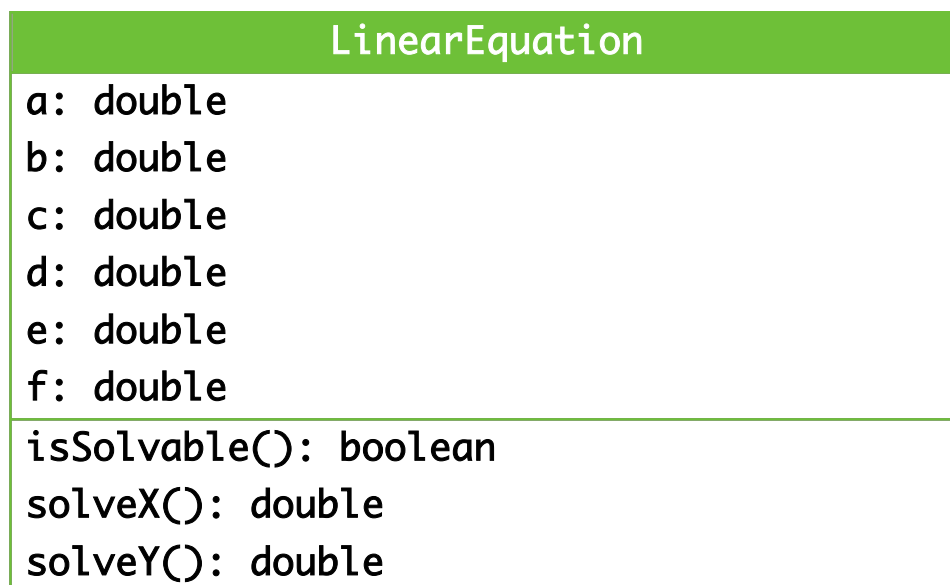 LinearEquation
a: double
b: double
c: double
d: double
e: double
f: double
isSolvable(): boolean
solveX(): double
solveY(): double